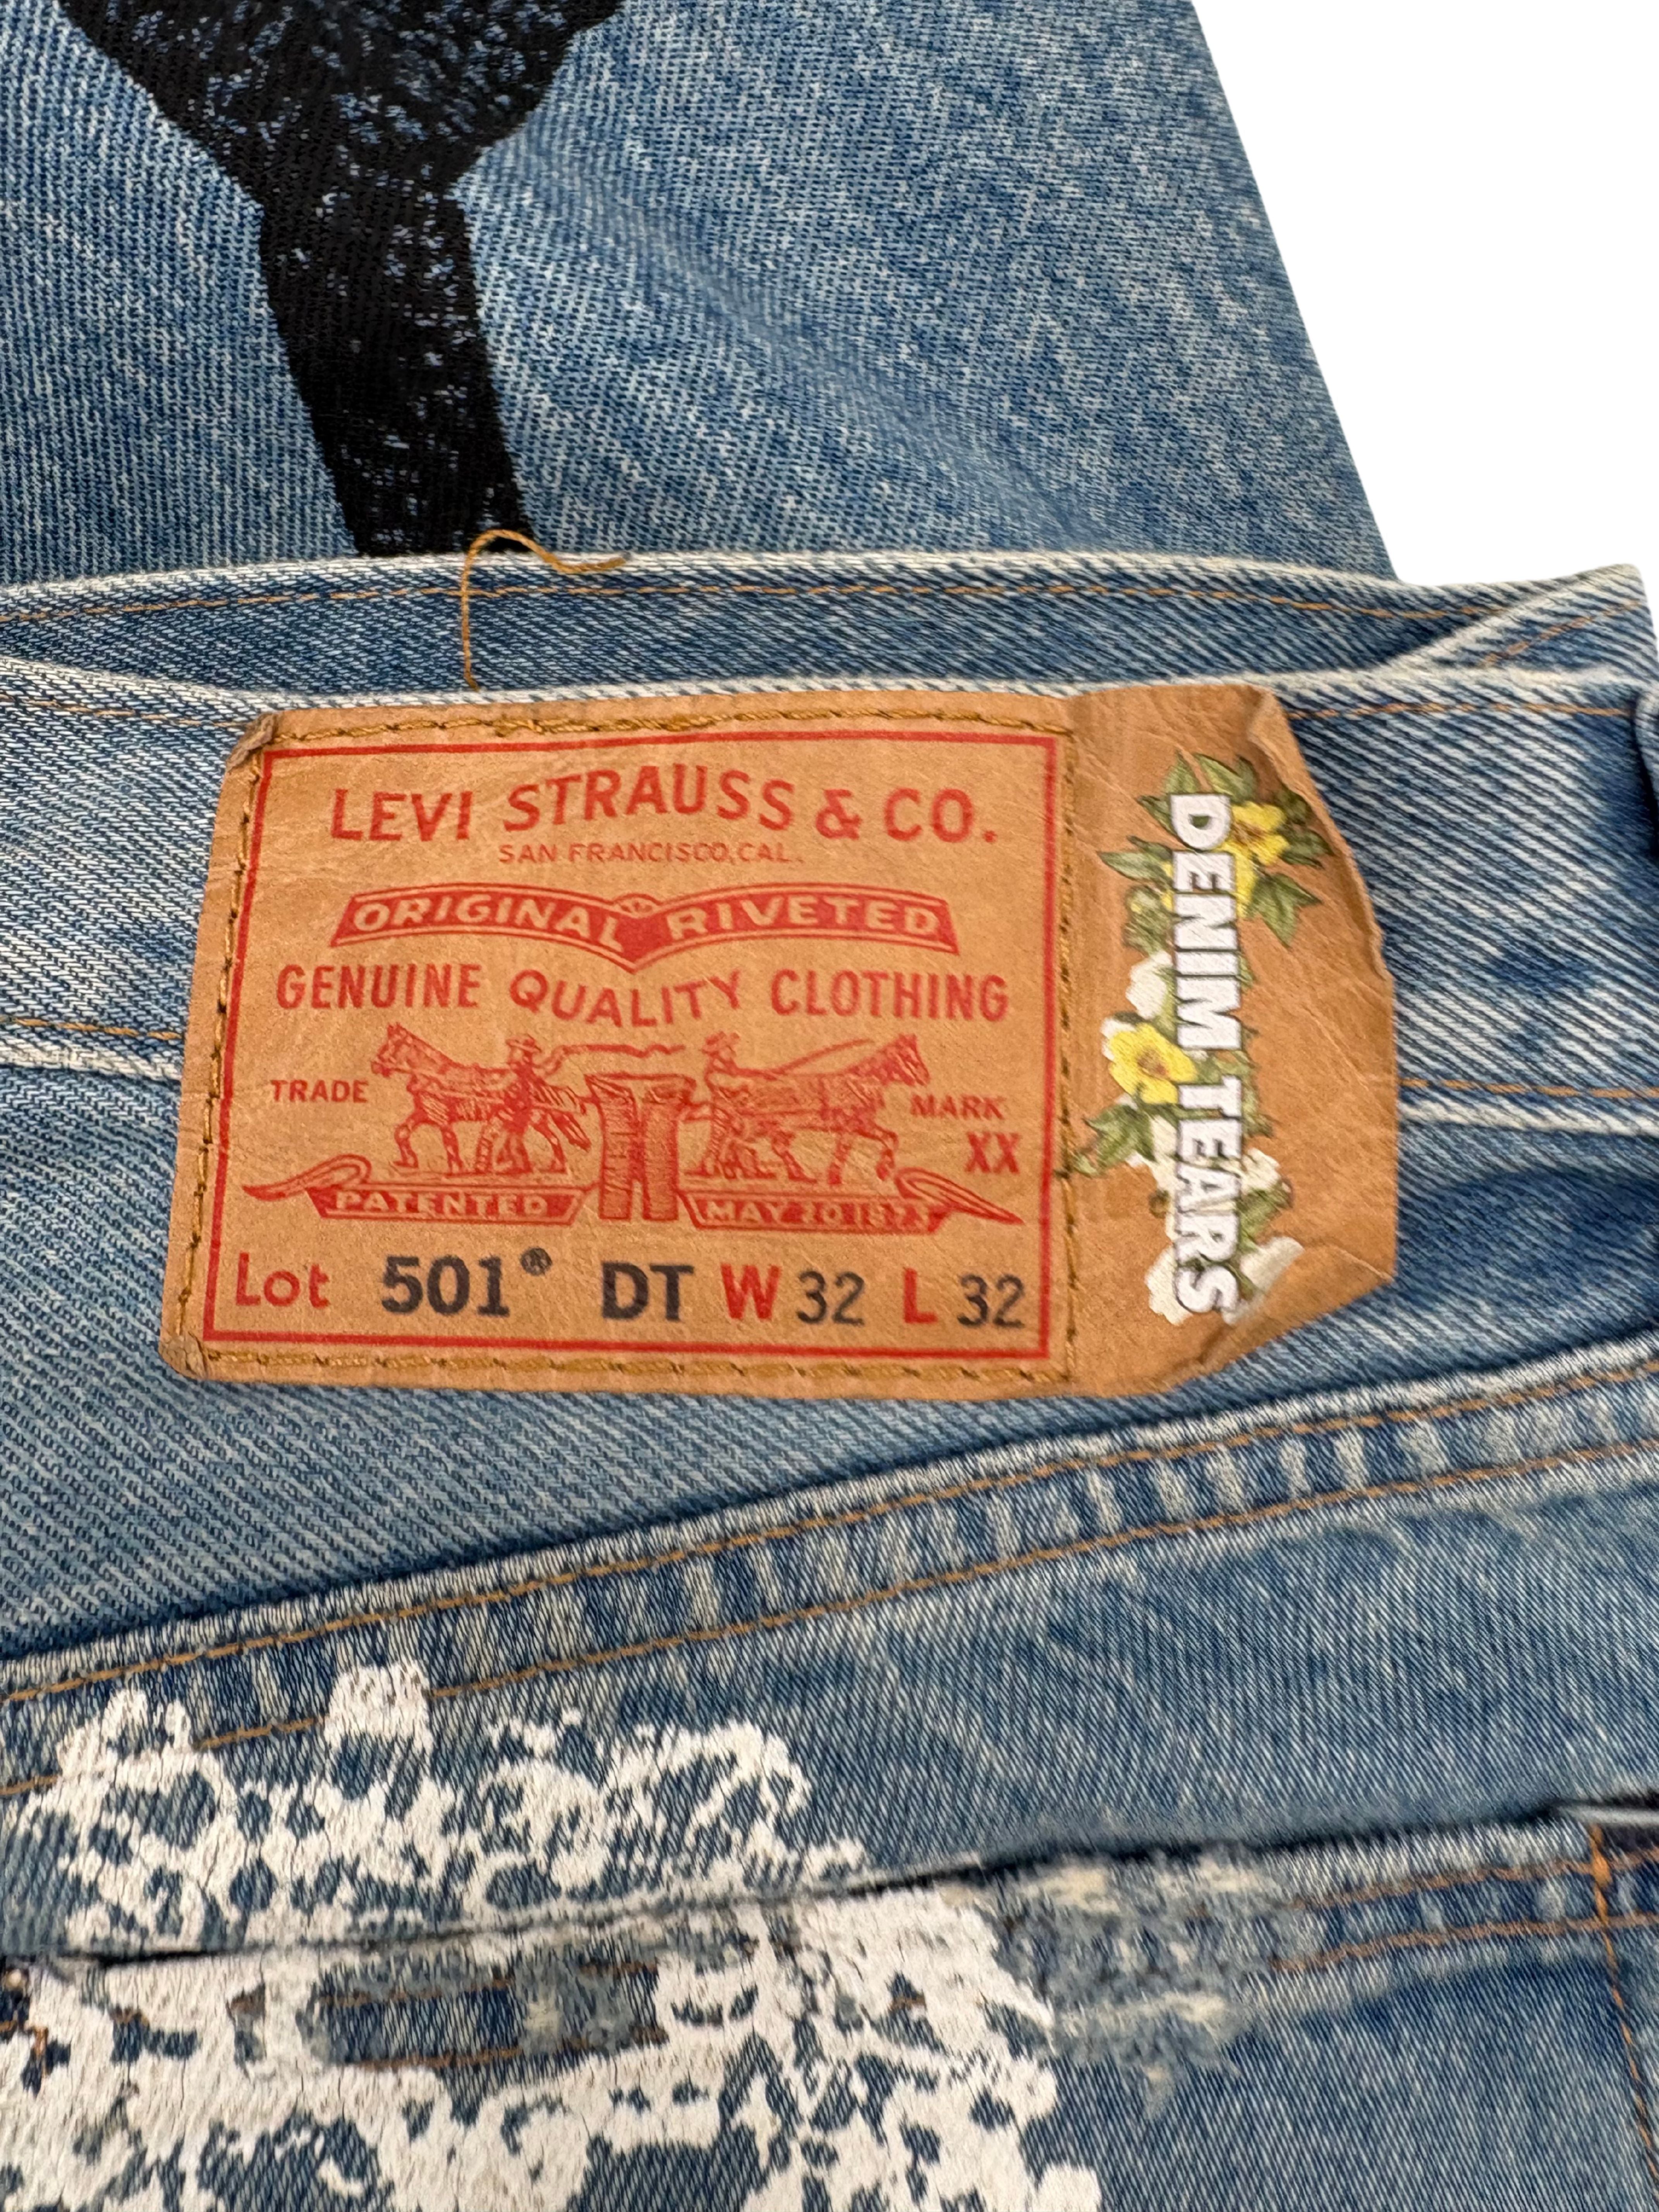 LEVI STRAUSS & CO.
SAN FRANCISCO, CAL.
ORIGINAL RIVETED
GENUINE QUALITY CLOTHING
TRADE MARK
XX
PATENTED MAY 20 1873
Lot 501® DT W 32 L 32
DENIM TEARS